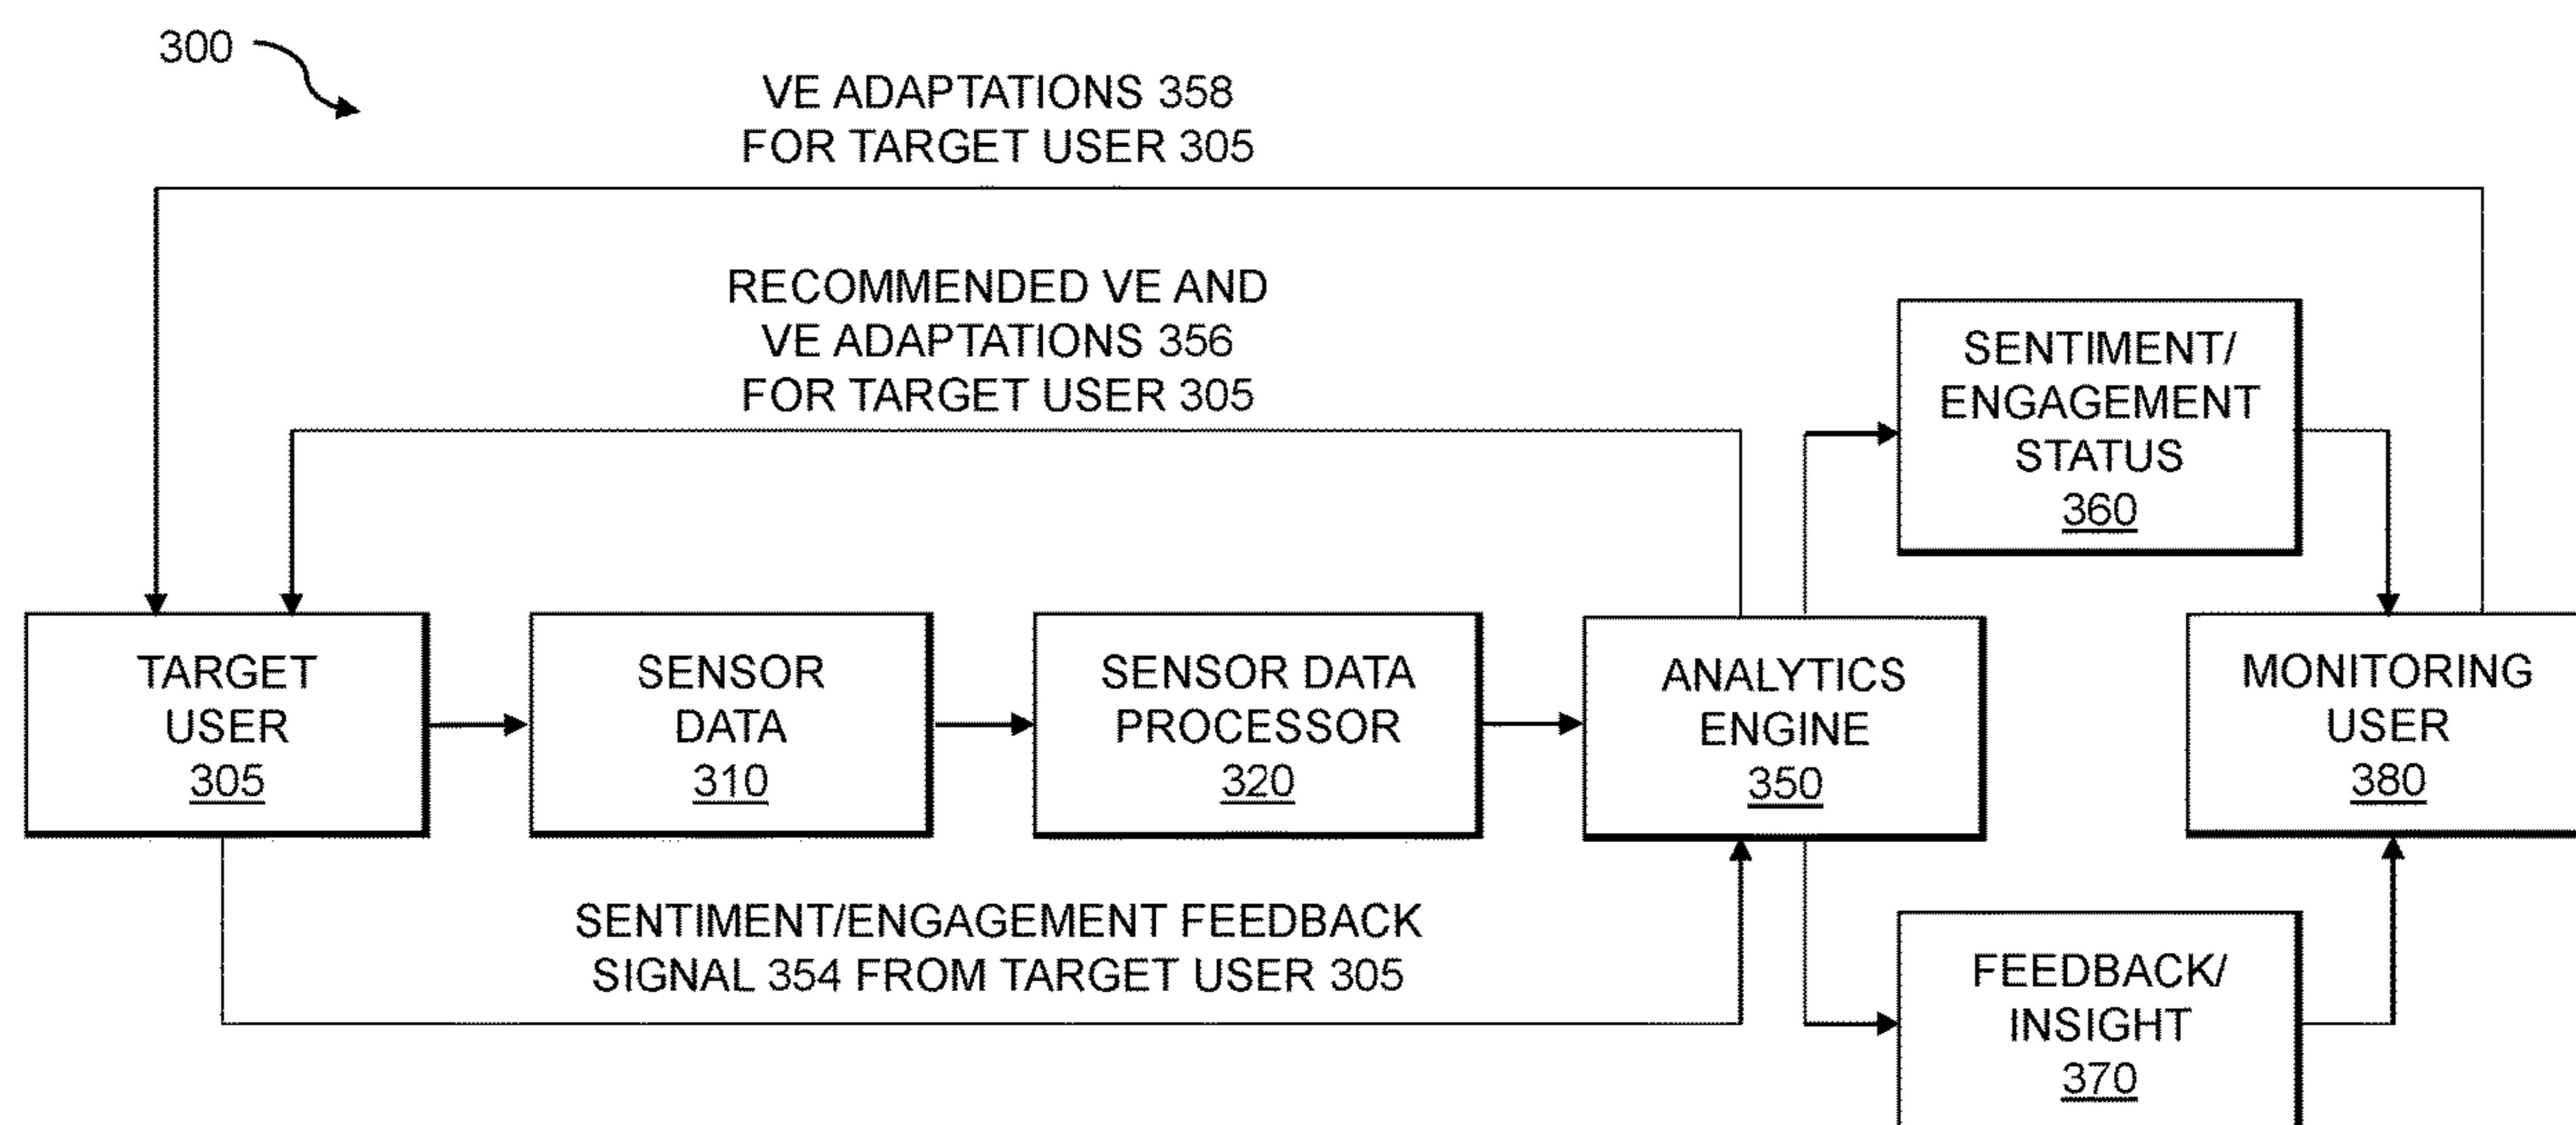 300
VE ADAPTATIONS 358
FOR TARGET USER 305
RECOMMENDED VE AND
VE ADAPTATIONS 356
FOR TARGET USER 305
SENTIMENT/
ENGAGEMENT
STATUS
360
TARGET
USER
305
SENSOR
DATA
310
SENSOR DATA
PROCESSOR
320
ANALYTICS
ENGINE
350
MONITORING
USER
380
SENTIMENT/ENGAGEMENT FEEDBACK
SIGNAL 354 FROM TARGET USER 305
FEEDBACK/
INSIGHT
370